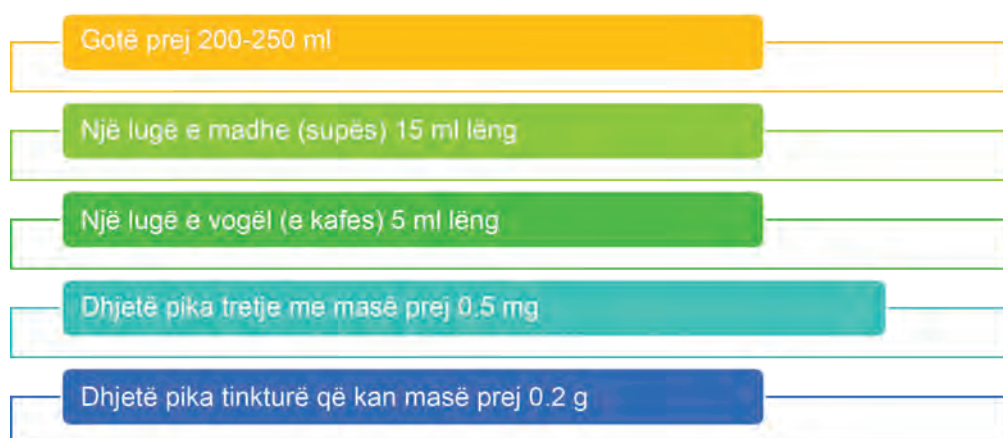 Gotë prej 200-250 ml
Një lugë e madhe (supës) 15 ml lëng
Një lugë e vogël (e kafes) 5 ml lëng
Dhjetë pika tretje me masë prej 0.5 mg
Dhjetë pika tinkturë që kan masë prej 0.2 g